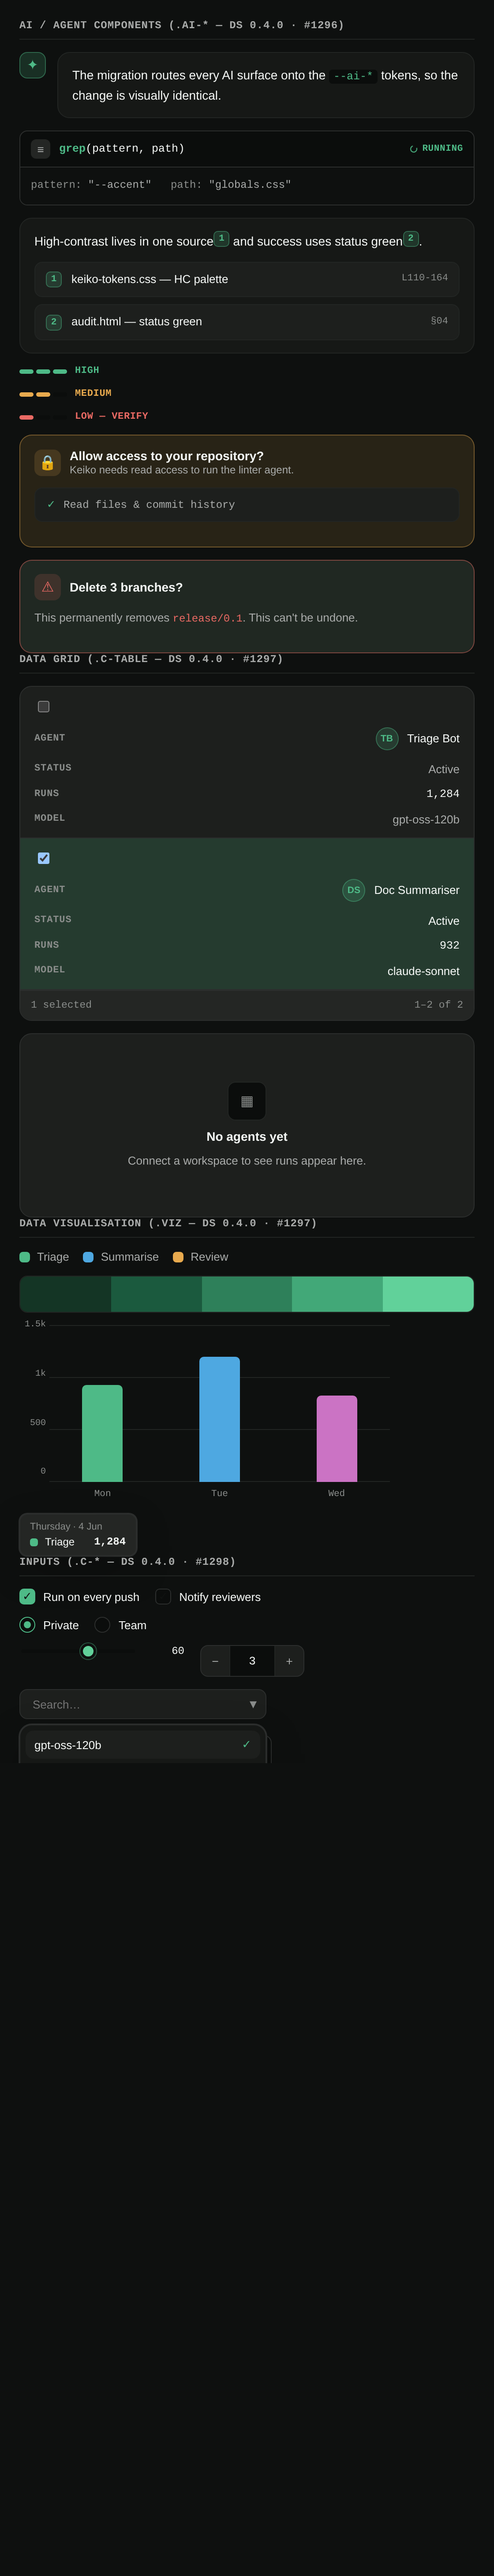 AI / AGENT COMPONENTS (.AI-* — DS 0.4.0 · #1296)
The migration routes every AI surface onto the --ai-* tokens, so the
change is visually identical.
grep(pattern, path)
RUNNING
pattern: "--accent" path: "globals.css"
High-contrast lives in one source 1 and success uses status green 2.
1 keiko-tokens.css — HC palette L110-164
2 audit.html — status green §04
HIGH
MEDIUM
LOW — VERIFY
Allow access to your repository?
Keiko needs read access to run the linter agent.
✓ Read files & commit history
Delete 3 branches?
This permanently removes release/0.1. This can't be undone.
DATA GRID (.C-TABLE — DS 0.4.0 · #1297)
AGENT TB Triage Bot
STATUS Active
RUNS 1,284
MODEL gpt-oss-120b
AGENT DS Doc Summariser
STATUS Active
RUNS 932
MODEL claude-sonnet
1 selected 1–2 of 2
No agents yet
Connect a workspace to see runs appear here.
DATA VISUALISATION (.VIZ — DS 0.4.0 · #1297)
Triage Summarise Review
1.5k
1k
500
0
Mon Tue Wed
Thursday · 4 Jun
Triage 1,284
INPUTS (.C-* — DS 0.4.0 · #1298)
Run on every push Notify reviewers
Private Team
60 − 3 +
Search…
gpt-oss-120b ✓